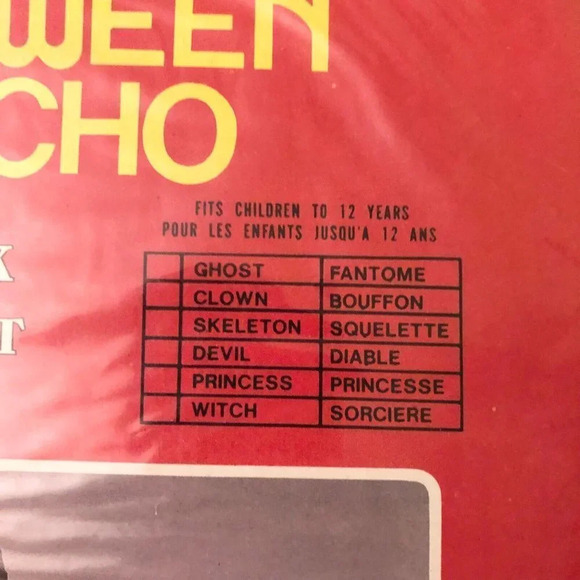 WEEN
CHO
FITS CHILDREN TO 12 YEARS
POUR LES ENFANTS JUSQU'A 12 ANS
K
T
GHOST FANTOME
CLOWN BOUFFON
SKELETON SQUELETTE
DEVIL DIABLE
PRINCESS PRINCESSE
WITCH SORCIERE